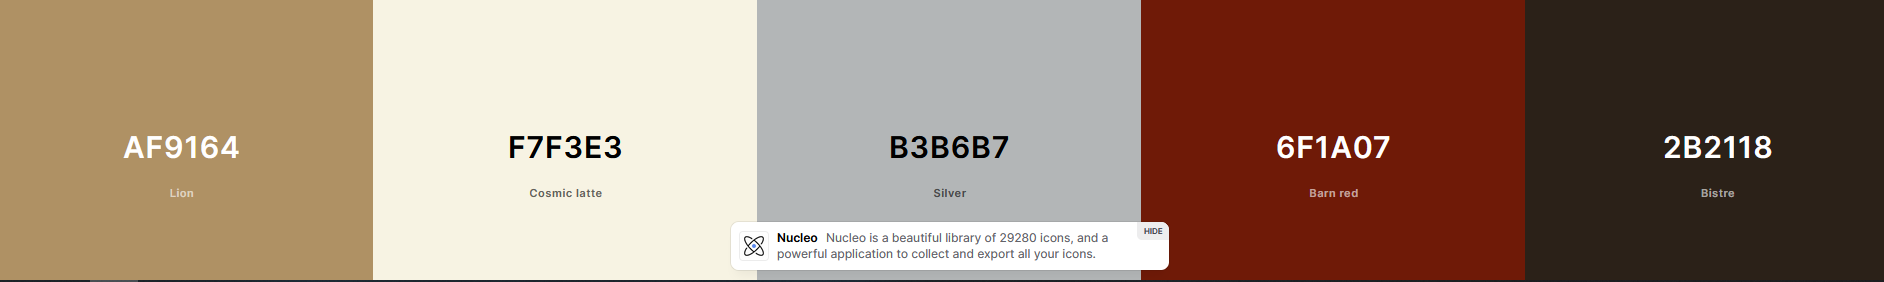 AF9164
Lion
F7F3E3
Cosmic latte
B3B6B7
Silver
6F1A07
Barn red
2B2118
Bistre
Nucleo Nucleo is a beautiful library of 29280 icons, and a
powerful application to collect and export all your icons.
HIDE